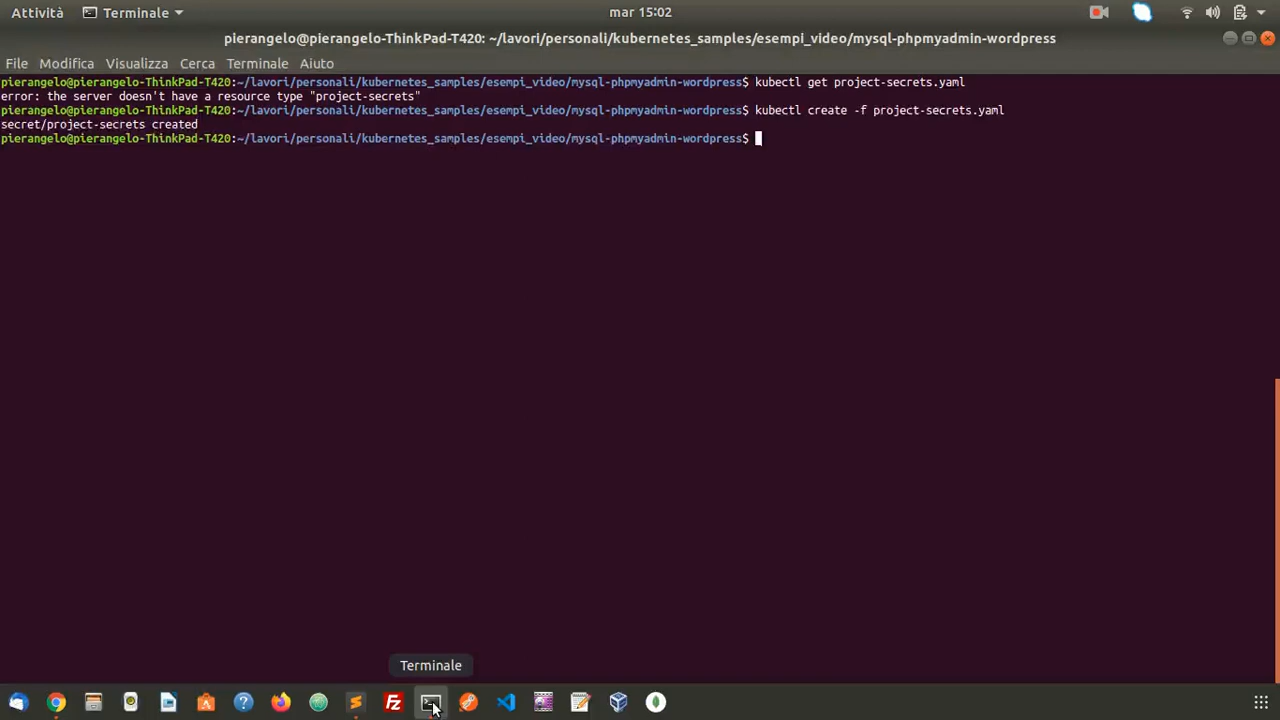 Attività
Terminale
mar 15:02
pierangelo@pierangelo-ThinkPad-T420: ~/lavori/personali/kubernetes_samples/esempi_video/mysql-phpmyadmin-wordpress
File Modifica Visualizza Cerca Terminale Aiuto
pierangelo@pierangelo-ThinkPad-T420:~/lavori/personali/kubernetes_samples/esempi_video/mysql-phpmyadmin-wordpress$ kubectl get project-secrets.yaml
error: the server doesn't have a resource type "project-secrets"
pierangelo@pierangelo-ThinkPad-T420:~/lavori/personali/kubernetes_samples/esempi_video/mysql-phpmyadmin-wordpress$ kubectl create -f project-secrets.yaml
secret/project-secrets created
pierangelo@pierangelo-ThinkPad-T420:~/lavori/personali/kubernetes_samples/esempi_video/mysql-phpmyadmin-wordpress$
Terminale
Fz